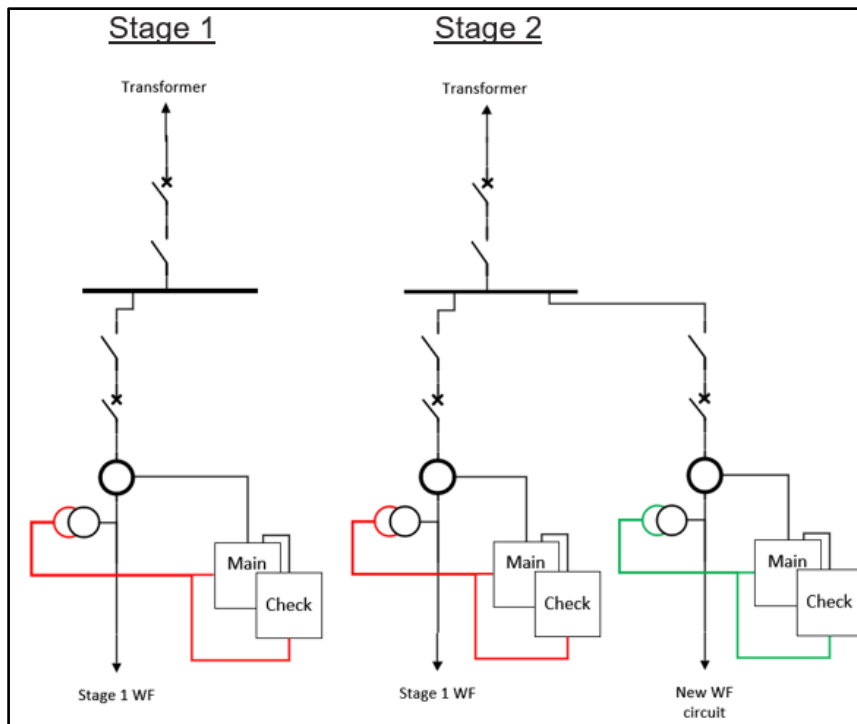 Stage 1
Stage 2
Transformer
Transformer
Main
Check
Main
Check
Main
Check
Stage 1 WF
Stage 1 WF
New WF
circuit